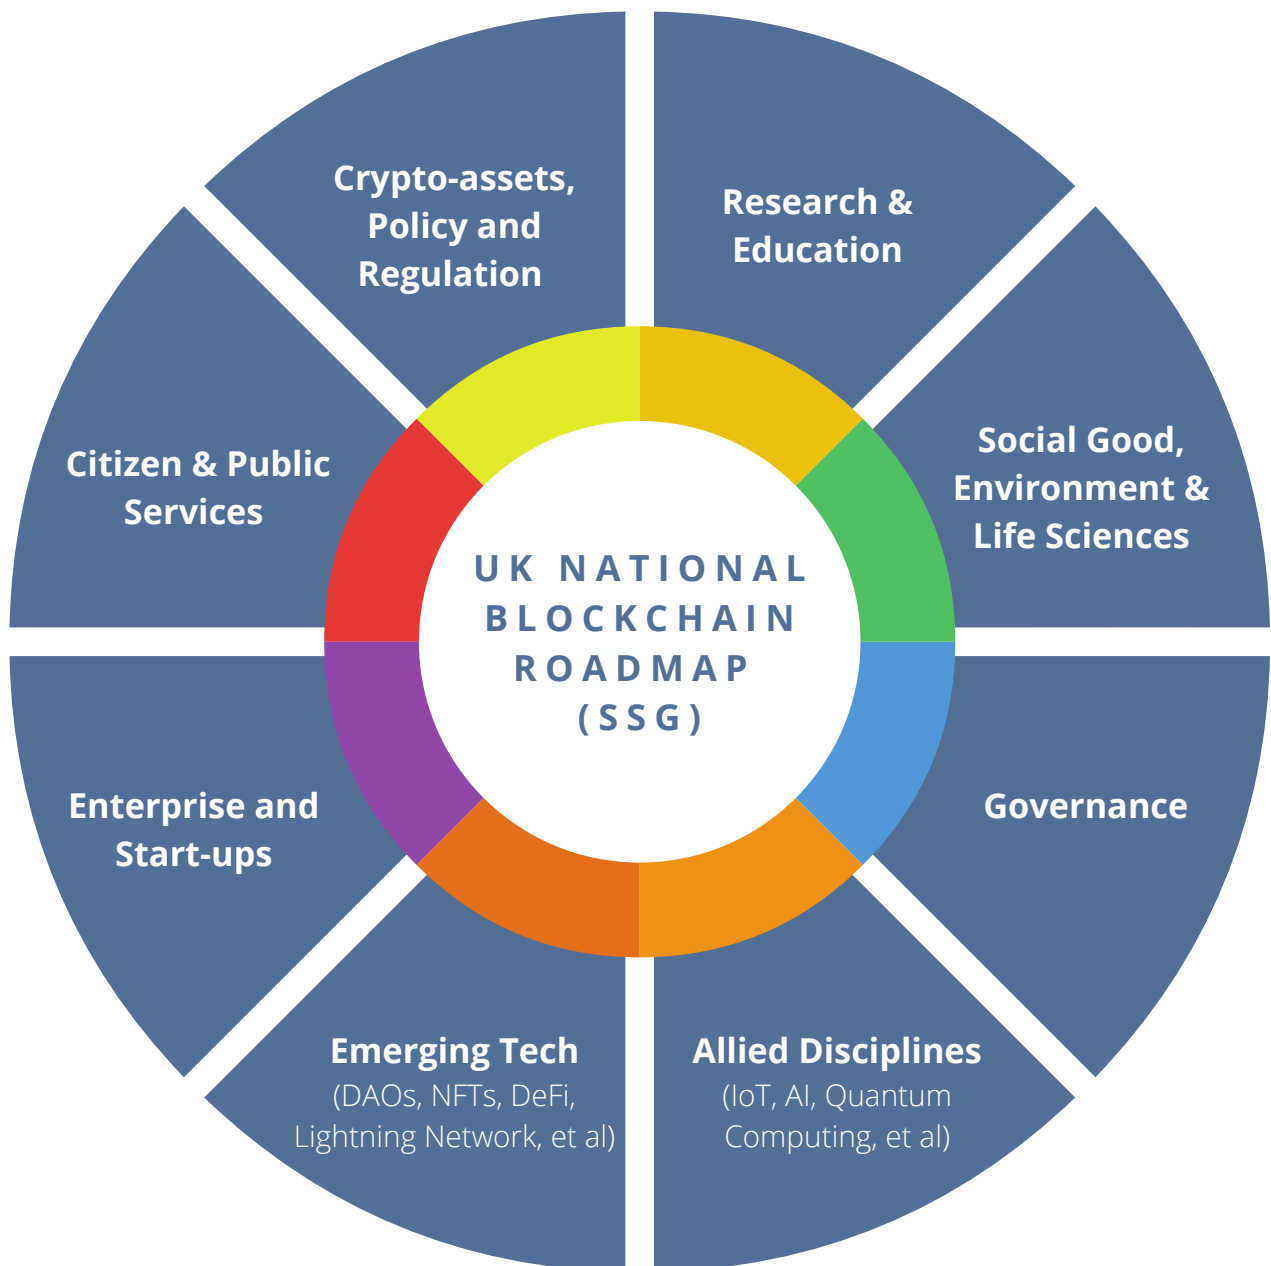 Crypto-assets,
Policy and
Regulation
Research &
Education
Social Good,
Environment &
Life Sciences
Governance
Allied Disciplines
(IoT, AI, Quantum
Computing, et al)
Emerging Tech
(DAOs, NFTs, DeFi,
Lightning Network, et al)
Enterprise and
Start-ups
Citizen & Public
Services
UK NATIONAL
BLOCKCHAIN
ROADMAP
(SSG)